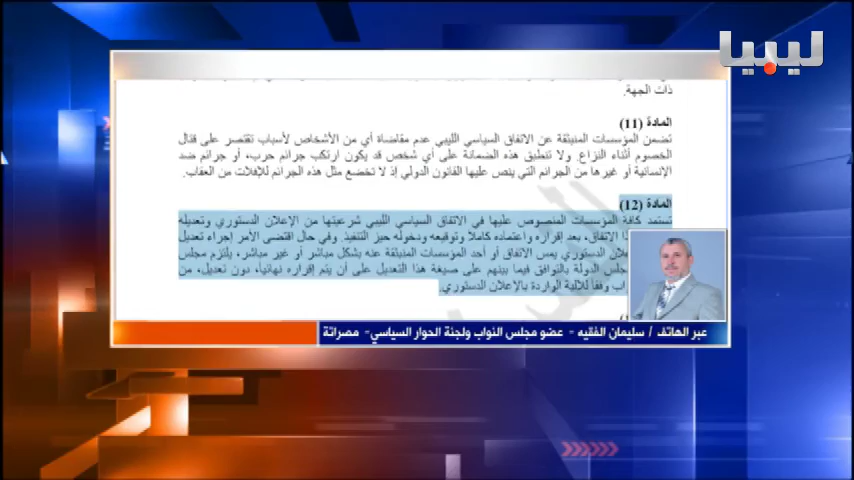 ليبيا
ذات الجهة.
المادة (11)
تضمن المؤسسات المنبثقة عن الاتفاق السياسي الليبي عدم مقاضاة أي من الأشخاص لأسباب تقتصر على قتال
الخصوم أثناء النزاع. ولا تنطبق هذه الضمانة على أي شخص قد يكون ارتكب جرائم حرب، أو جرائم ضد
الإنسانية أو غيرها من الجرائم التي ينص عليها القانون الدولي إذ لا تخضع مثل هذه الجرائم للإفلات من العقاب.
المادة (12)
تستمد كافة المؤسسات المنصوص عليها في الاتفاق السياسي الليبي شرعيتها من الإعلان الدستوري وتعديله
الاتفاق، بعد إقراره واعتماده كاملاً وتوقيعه ودخوله حيز التنفيذ. وفي حال اقتضى الأمر إجراء تعديل
الدستوري يمس الاتفاق أو أحد المؤسسات المنبثقة عنه بشكل مباشر أو غير مباشر، يلتزم مجلس
مجلس الدولة بالتوافق فيما بينهم على صيغة هذا التعديل على أن يتم إقراره نهائياً، دون تعديل، من
وفقاً للآلية الواردة بالإعلان الدستوري.
عبر الهاتف / سليمان الفقيه - عضو مجلس النواب ولجنة الحوار السياسي- مصراتة